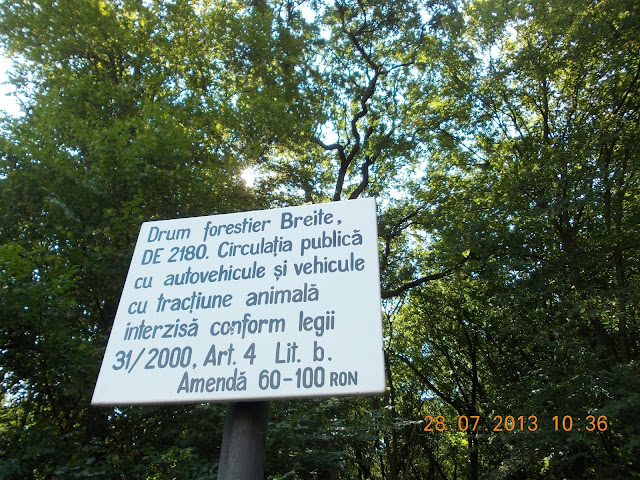 Drum forestier Breite,
DE 2180. Circulația publică
cu autovehicule și vehicule
cu tracțiune animală
interzisă conform legii
31/2000, Art. 4 Lit. b.
Amendă 60-100 RON
28.07.2013 10:36